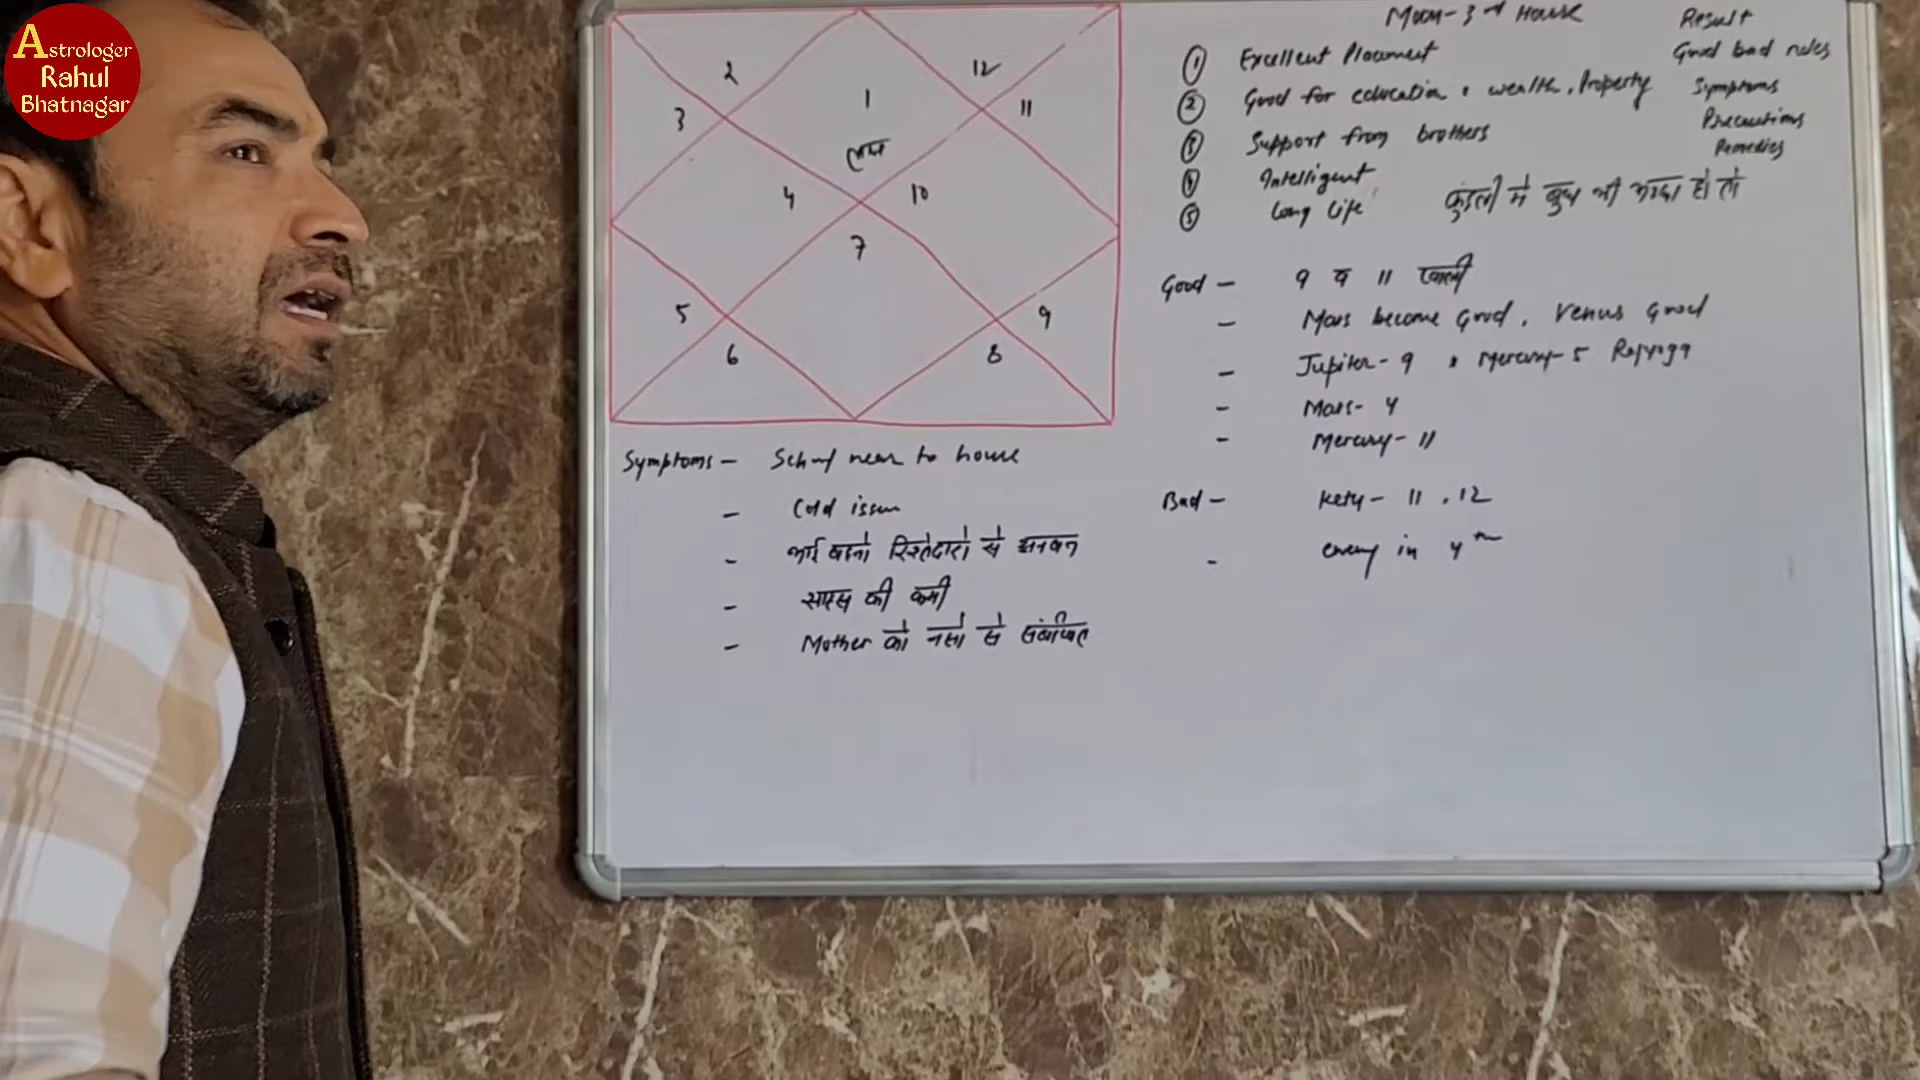 Astrologer
Rahul
Bhatnagar
2
12
1
3
11
लग्न
4
10
7
5
9
6
8
Moon - 3rd House
Result
Good bad rules
Symptoms
Precautions
Remedies
① Excellent Placement
② Good for education, wealth, Property
③ Support from brothers
④ Intelligent
⑤ Long life
कुंडली में बुध भी अच्छा हो तो
Good - 9 व 11 खाली
- Mars become Good, Venus Good
- Jupiter - 9, Mercury - 5 Rajyoga
- Mars - 4
- Mercury - 11
Bad - Ketu - 11, 12
- enemy in 4th
Symptoms - School near to house
- Cold issue
- भाई बहनो रिश्तेदारो से अनबन
- साहस की कमी
- Mother को नसो से संबंधित